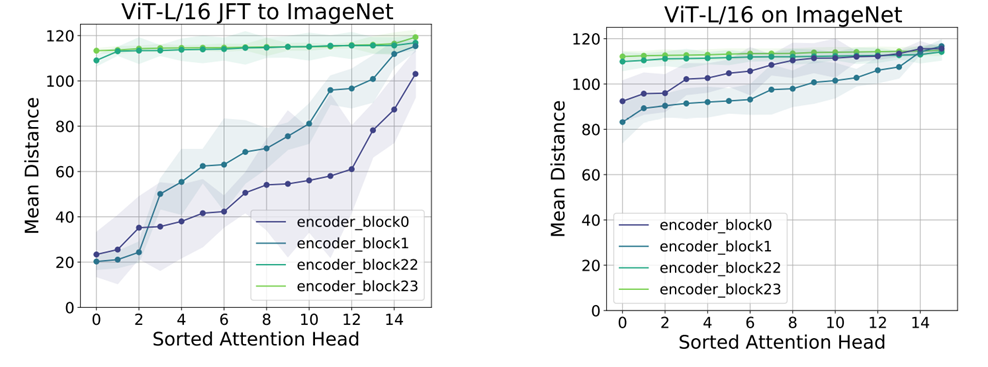 ViT-L/16 JFT to ImageNet
120
100
80
60
40
20
0
Mean Distance
encoder_block0
encoder_block1
encoder_block22
encoder_block23
0 2 4 6 8 10 12 14
Sorted Attention Head
ViT-L/16 on ImageNet
120
100
80
60
40
20
0
Mean Distance
encoder_block0
encoder_block1
encoder_block22
encoder_block23
0 2 4 6 8 10 12 14
Sorted Attention Head